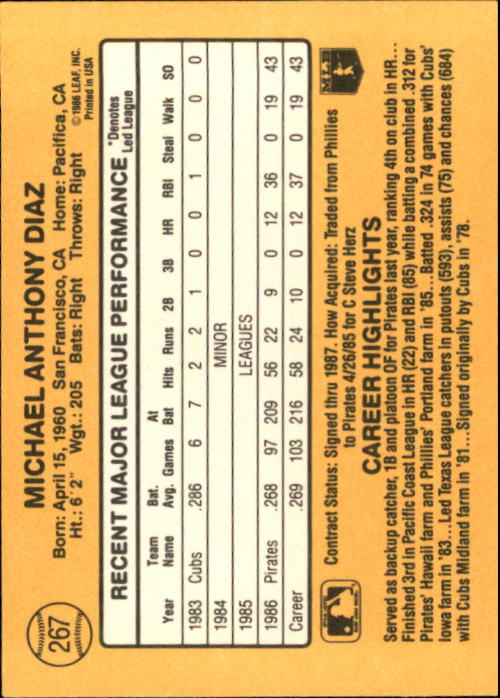 267
MICHAEL ANTHONY DIAZ
Born: April 15, 1960 San Francisco, CA Home: Pacifica, CA
Ht.: 6' 2" Wgt.: 205 Bats: Right Throws: Right
© 1986 LEAF, INC.
Printed in USA
RECENT MAJOR LEAGUE PERFORMANCE *Denotes Led League
Year Team Name Bat. Avg. Games At Bat Hits Runs 2B 3B HR RBI Steal Walk SO
1983 Cubs .286 6 7 2 2 1 0 0 1 0 0 0
1984 MINOR
1985 LEAGUES
1986 Pirates .268 97 209 56 22 9 0 12 36 0 19 43
Career .269 103 216 58 24 10 0 12 37 0 19 43
Contract Status: Signed thru 1987. How Acquired: Traded from Phillies
to Pirates 4/26/85 for C Steve Herz
CAREER HIGHLIGHTS
Served as backup catcher, 1B and platoon OF for Pirates last year, ranking 4th on club in HR...
Finished 3rd in Pacific Coast League in HR (22) and RBI (85) while batting a combined .312 for
Pirates' Hawaii farm and Phillies' Portland farm in '85...Batted .324 in 74 games with Cubs'
Iowa farm in '83...Led Texas League catchers in putouts (593), assists (75) and chances (684)
with Cubs Midland farm in '81...Signed originally by Cubs in '78.